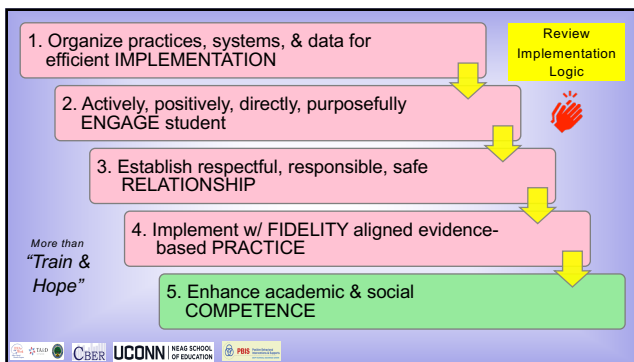 1. Organize practices, systems, & data for
efficient IMPLEMENTATION
Review
Implementation
Logic
2. Actively, positively, directly, purposefully
ENGAGE student
3. Establish respectful, responsible, safe
RELATIONSHIP
4. Implement w/ FIDELITY aligned evidence-
based PRACTICE
More than
“Train &
Hope”
5. Enhance academic & social
COMPETENCE
CBER
UCONN
NEAG SCHOOL
OF EDUCATION
PBIS